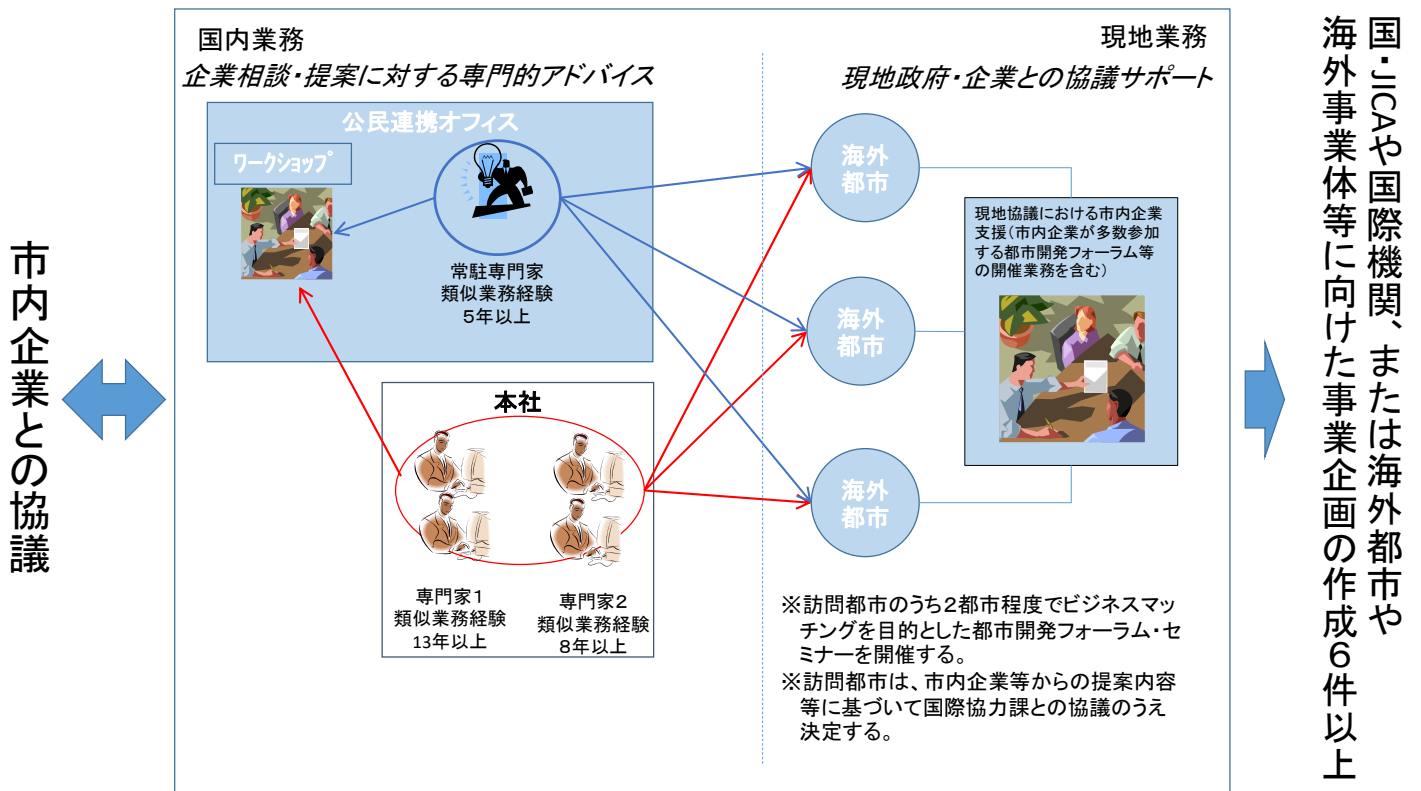 市内企業との協議
国内業務
企業相談・提案に対する専門的アドバイス
公民連携オフィス
ワークショップ
常駐専門家
類似業務経験
5年以上
本社
専門家1
類似業務経験
13年以上
専門家2
類似業務経験
8年以上
現地業務
現地政府・企業との協議サポート
海外
都市
海外
都市
海外
都市
現地協議における市内企業
支援(市内企業が多数参加
する都市開発フォーラム等
の開催業務を含む)
※訪問都市のうち2都市程度でビジネスマッ
チングを目的とした都市開発フォーラム・セ
ミナーを開催する。
※訪問都市は、市内企業等からの提案内容
等に基づいて国際協力課との協議のうえ
決定する。
国・JICAや国際機関、または海外都市や
海外事業体等に向けた事業企画の作成6件以上